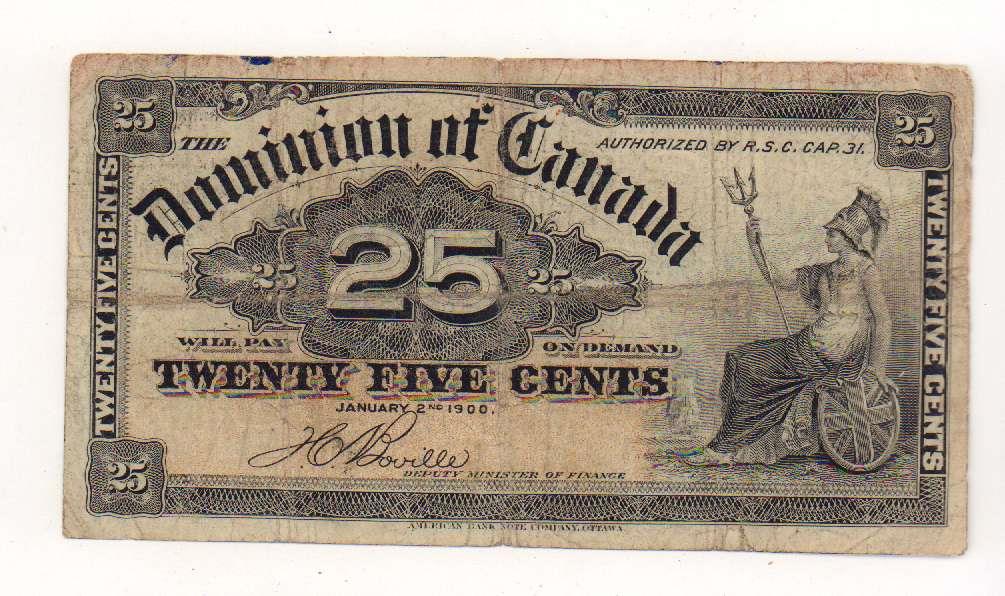 25 25
THE Dominion of Canada
AUTHORIZED BY R.S.C. CAP. 31.
TWENTY FIVE CENTS
25 25 25
TWENTY FIVE CENTS
WILL PAY ON DEMAND
TWENTY FIVE CENTS
JANUARY 2ND 1900.
T.C. Boville
DEPUTY MINISTER OF FINANCE
25
AMERICAN BANK NOTE COMPANY, OTTAWA